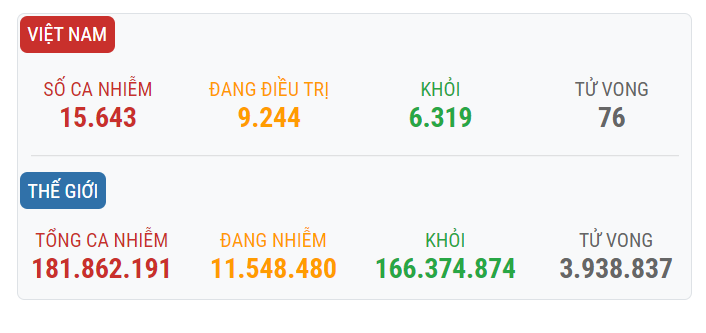 VIỆT NAM
SỐ CA NHIỄM ĐANG ĐIỀU TRỊ KHỎI TỬ VONG
15.643 9.244 6.319 76
THẾ GIỚI
TỔNG CA NHIỄM ĐANG NHIỄM KHỎI TỬ VONG
181.862.191 11.548.480 166.374.874 3.938.837